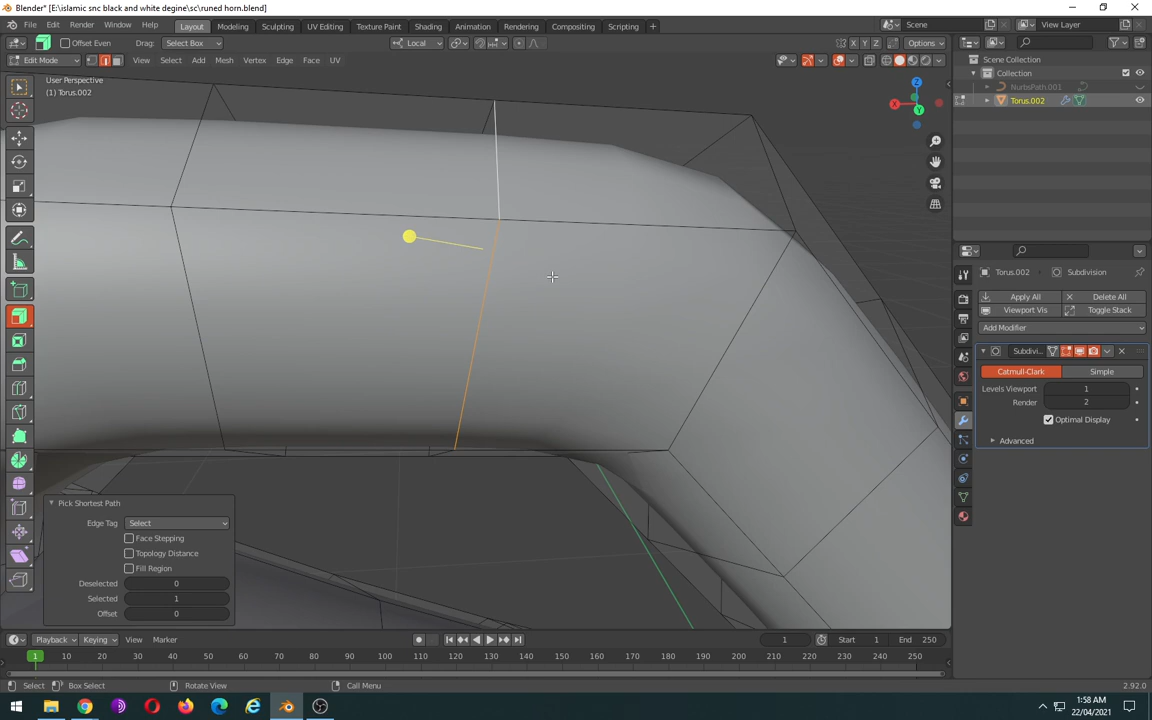 Blender* [E:\islamic snc black and white degine\sc\runed horn.blend]
File Edit Render Window Help Layout Modeling Sculpting UV Editing Texture Paint Shading Animation Rendering Compositing Scripting + Scene View Layer
Offset Even Drag: Select Box Local X Y Z Options
Edit Mode View Select Add Mesh Vertex Edge Face UV
User Perspective
(1) Torus.002
Scene Collection
Collection
NurbsPath.001
Torus.002
X
Y
Z
Torus.002 > Subdivision
Apply All Delete All
Viewport Vis Toggle Stack
Add Modifier
Subdivi...
Catmull-Clark Simple
Levels Viewport 1
Render 2
Optimal Display
Advanced
Pick Shortest Path
Edge Tag Select
Face Stepping
Topology Distance
Fill Region
Deselected 0
Selected 1
Offset 0
Playback Keying View Marker 1 Start 1 End 250
1 10 20 30 40 50 60 70 80 90 100 110 120 130 140 150 160 170 180 190 200 210 220 230 240 250
Select Box Select Rotate View Call Menu 2.92.0
1:58 AM
22/04/2021